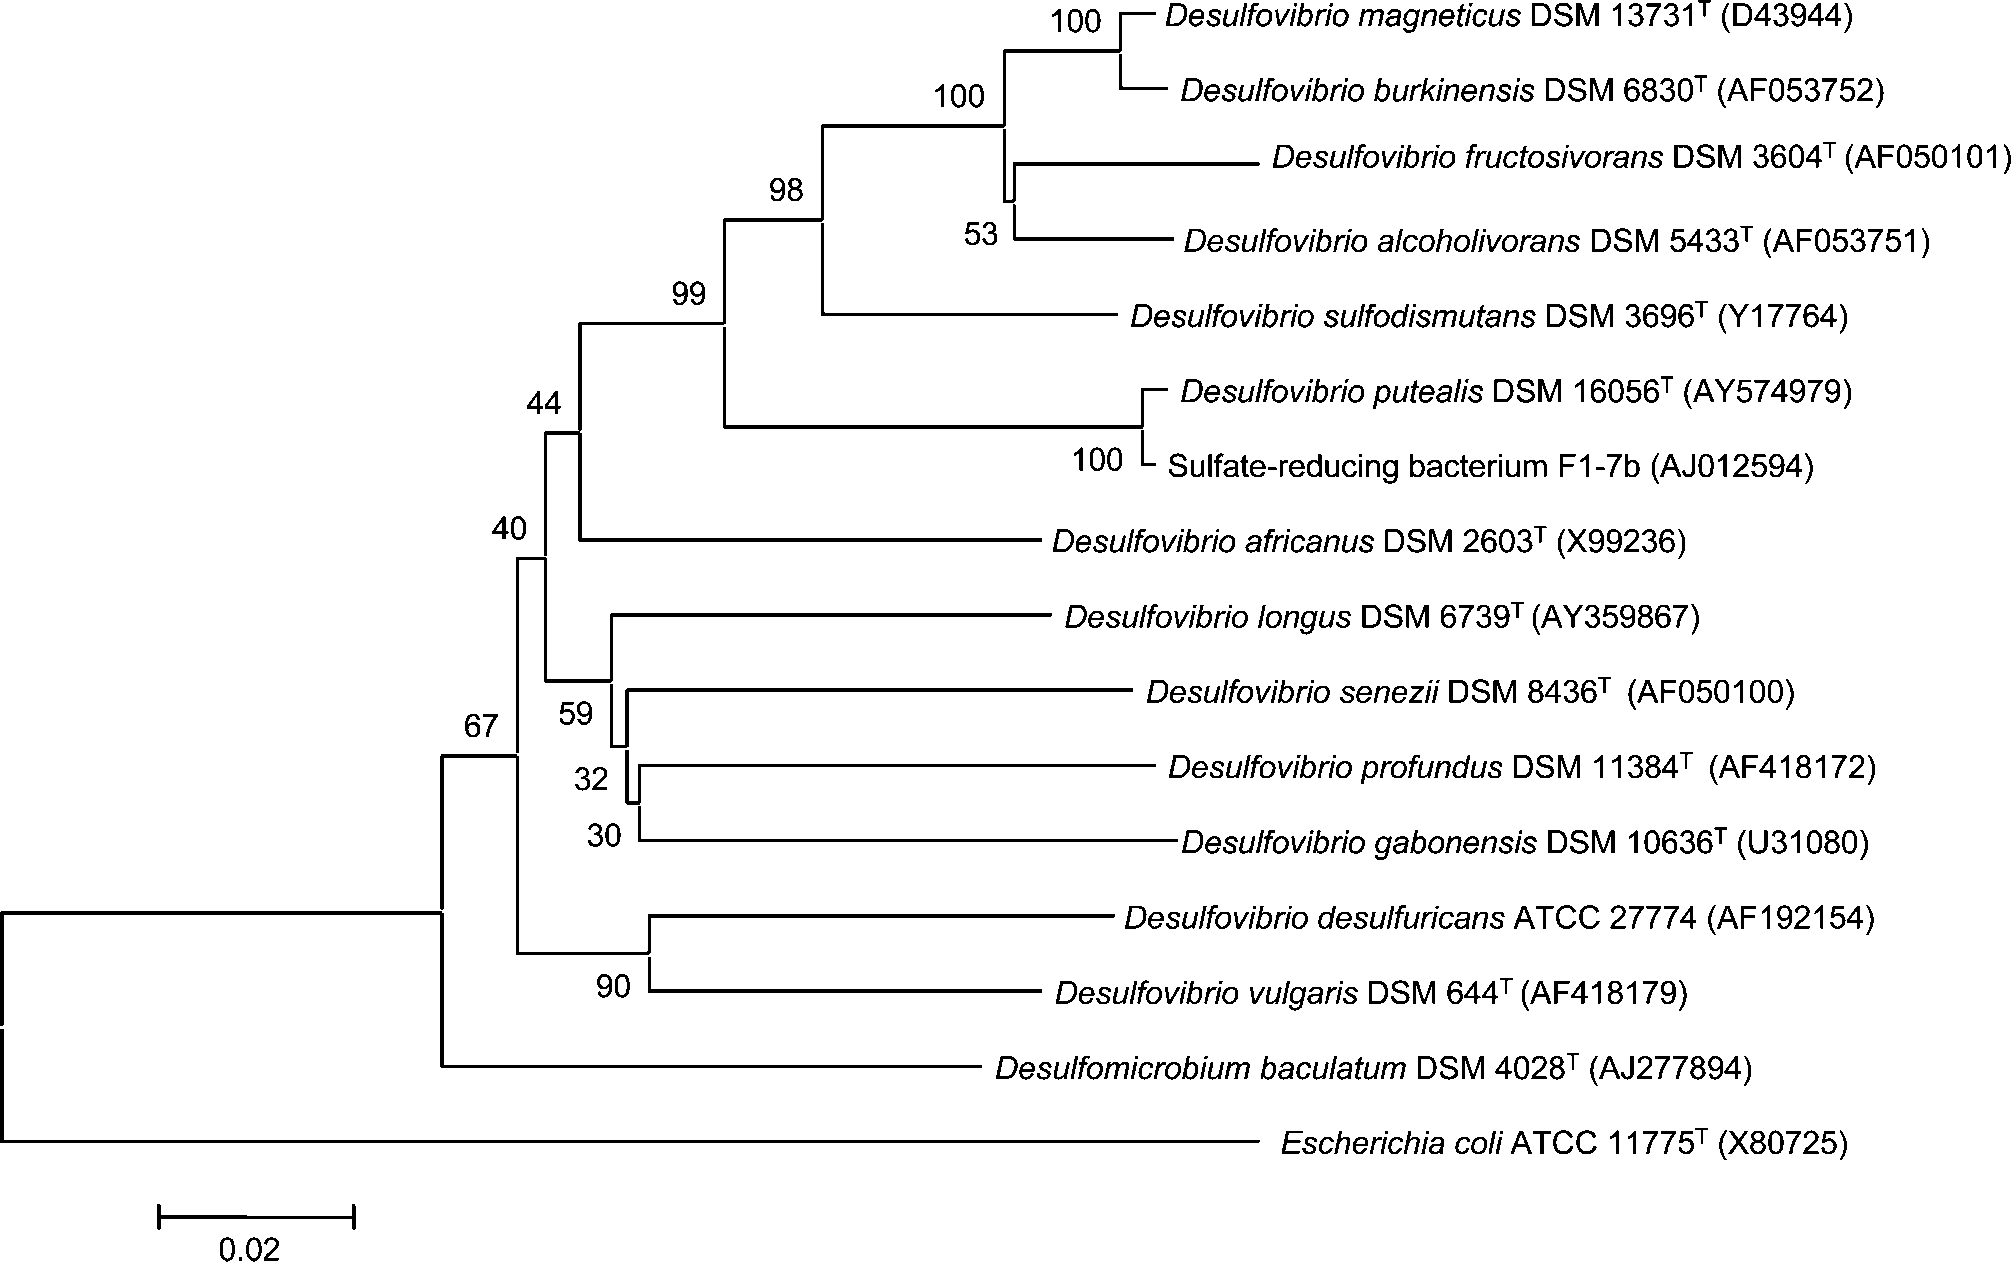 100
Desulfovibrio magneticus DSM 13731ᵀ (D43944)
Desulfovibrio burkinensis DSM 6830ᵀ (AF053752)
100
Desulfovibrio fructosivorans DSM 3604ᵀ (AF050101)
98
53
Desulfovibrio alcoholivorans DSM 5433ᵀ (AF053751)
99
Desulfovibrio sulfodismutans DSM 3696ᵀ (Y17764)
Desulfovibrio putealis DSM 16056ᵀ (AY574979)
44
100
Sulfate-reducing bacterium F1-7b (AJ012594)
40
Desulfovibrio africanus DSM 2603ᵀ (X99236)
Desulfovibrio longus DSM 6739ᵀ (AY359867)
Desulfovibrio senezii DSM 8436ᵀ (AF050100)
59
67
Desulfovibrio profundus DSM 11384ᵀ (AF418172)
32
30
Desulfovibrio gabonensis DSM 10636ᵀ (U31080)
Desulfovibrio desulfuricans ATCC 27774 (AF192154)
90
Desulfovibrio vulgaris DSM 644ᵀ (AF418179)
Desulfomicrobium baculatum DSM 4028ᵀ (AJ277894)
Escherichia coli ATCC 11775ᵀ (X80725)
0.02